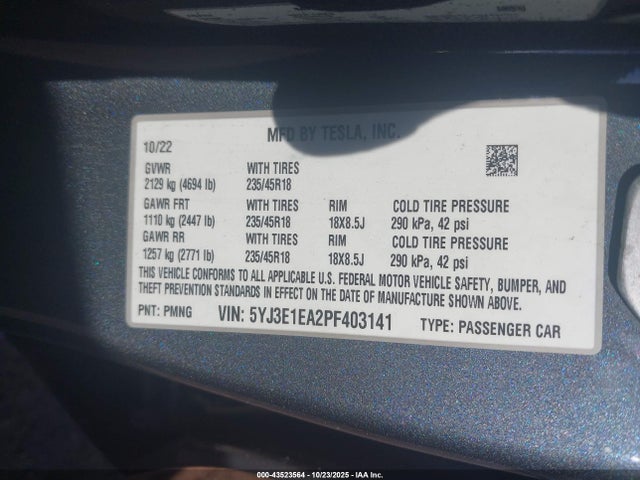 MFD BY TESLA, INC.
10/22
GVWR WITH TIRES
2129 kg (4694 lb) 235/45R18
GAWR FRT WITH TIRES RIM COLD TIRE PRESSURE
1110 kg (2447 lb) 235/45R18 18X8.5J 290 kPa, 42 psi
GAWR RR WITH TIRES RIM COLD TIRE PRESSURE
1257 kg (2771 lb) 235/45R18 18X8.5J 290 kPa, 42 psi
THIS VEHICLE CONFORMS TO ALL APPLICABLE U.S. FEDERAL MOTOR VEHICLE SAFETY, BUMPER, AND
THEFT PREVENTION STANDARDS IN EFFECT ON THE DATE OF MANUFACTURE SHOWN ABOVE.
PNT: PMNG VIN: 5YJ3E1EA2PF403141 TYPE: PASSENGER CAR
00-43523564 - 10/23/2025 - IAA Inc.